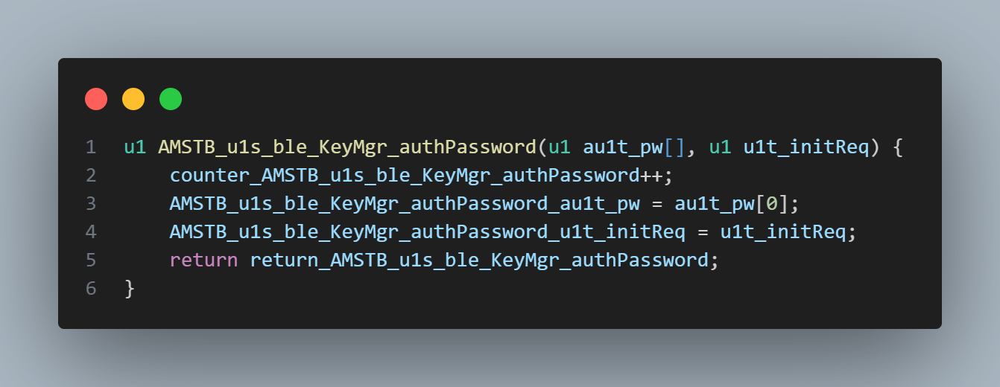 1 u1 AMSTB_u1s_ble_KeyMgr_authPassword(u1 au1t_pw[], u1 u1t_initReq) {
2     counter_AMSTB_u1s_ble_KeyMgr_authPassword++;
3     AMSTB_u1s_ble_KeyMgr_authPassword_au1t_pw = au1t_pw[0];
4     AMSTB_u1s_ble_KeyMgr_authPassword_u1t_initReq = u1t_initReq;
5     return return_AMSTB_u1s_ble_KeyMgr_authPassword;
6 }